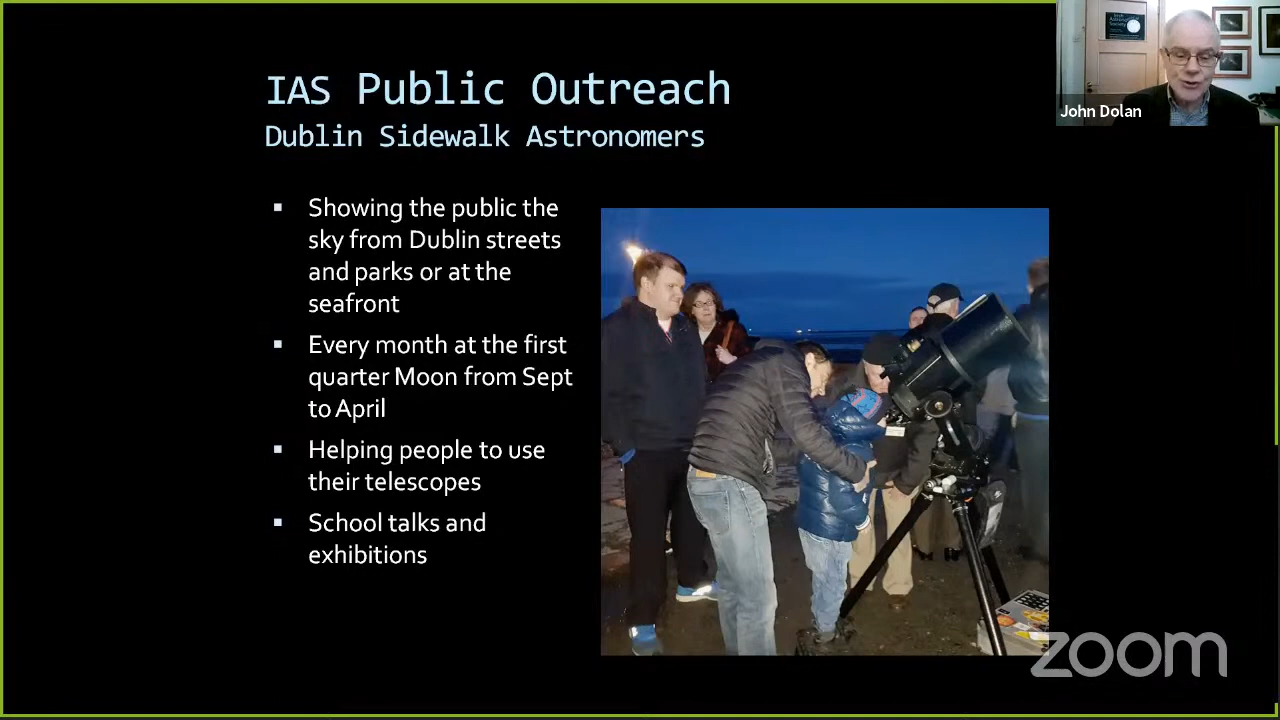 IAS Public Outreach
Dublin Sidewalk Astronomers
▪ Showing the public the
sky from Dublin streets
and parks or at the
seafront
▪ Every month at the first
quarter Moon from Sept
to April
▪ Helping people to use
their telescopes
▪ School talks and
exhibitions
John Dolan
zoom